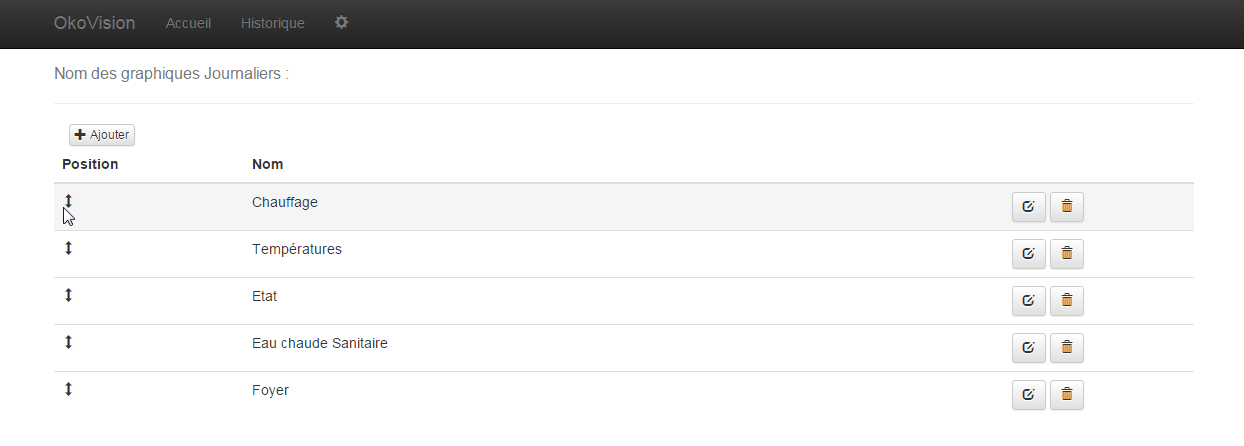 OkoVision Accueil Historique
Nom des graphiques Journaliers :
Ajouter
Position Nom
Chauffage
Températures
Etat
Eau chaude Sanitaire
Foyer